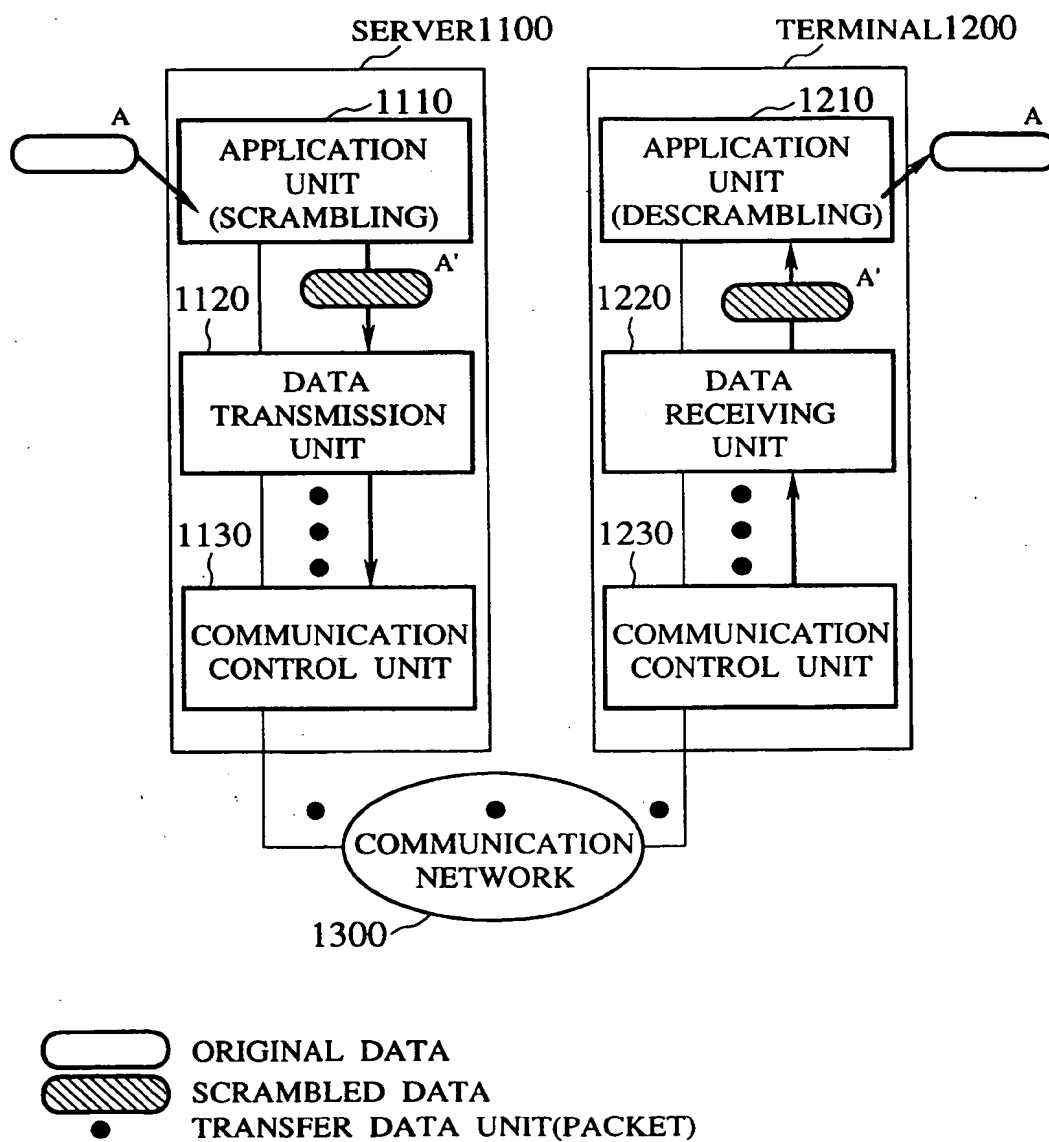 SERVER1100
TERMINAL1200
1110
1210
A
A
APPLICATION
UNIT
(SCRAMBLING)
APPLICATION
UNIT
(DESCRAMBLING)
A'
A'
1120
1220
DATA
TRANSMISSION
UNIT
DATA
RECEIVING
UNIT
1130
1230
COMMUNICATION
CONTROL UNIT
COMMUNICATION
CONTROL UNIT
COMMUNICATION
NETWORK
1300
ORIGINAL DATA
SCRAMBLED DATA
TRANSFER DATA UNIT(PACKET)